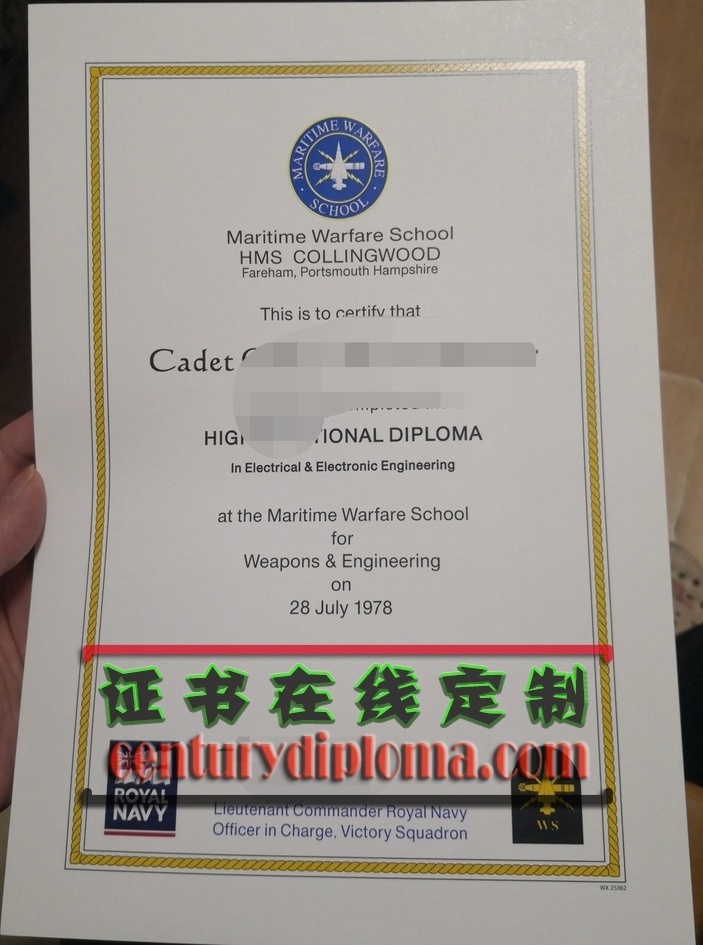 MARITIME WARFARE
SCHOOL
Maritime Warfare School
HMS COLLINGWOOD
Fareham, Portsmouth Hampshire
This is to certify that
Cadet
DIPLOMA
In Electrical & Electronic Engineering
at the Maritime Warfare School
for
Weapons & Engineering
on
28 July 1978
证书在线定制
centurydiploma.com
ROYAL
NAVY
Lieutenant Commander Royal Navy
Officer in Charge, Victory Squadron
WS
WX 25362